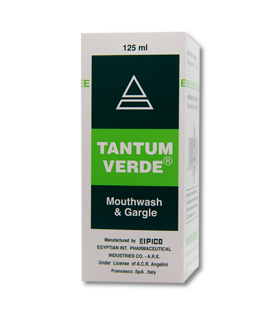 125 ml
TANTUM
VERDE®
Mouthwash
& Gargle
Manufactured by EIPICO
EGYPTIAN INT. PHARMACEUTICAL
INDUSTRIES CO. - A.R.E.
Under License of A.C.R. Angelini
Francesco .SpA , Italy